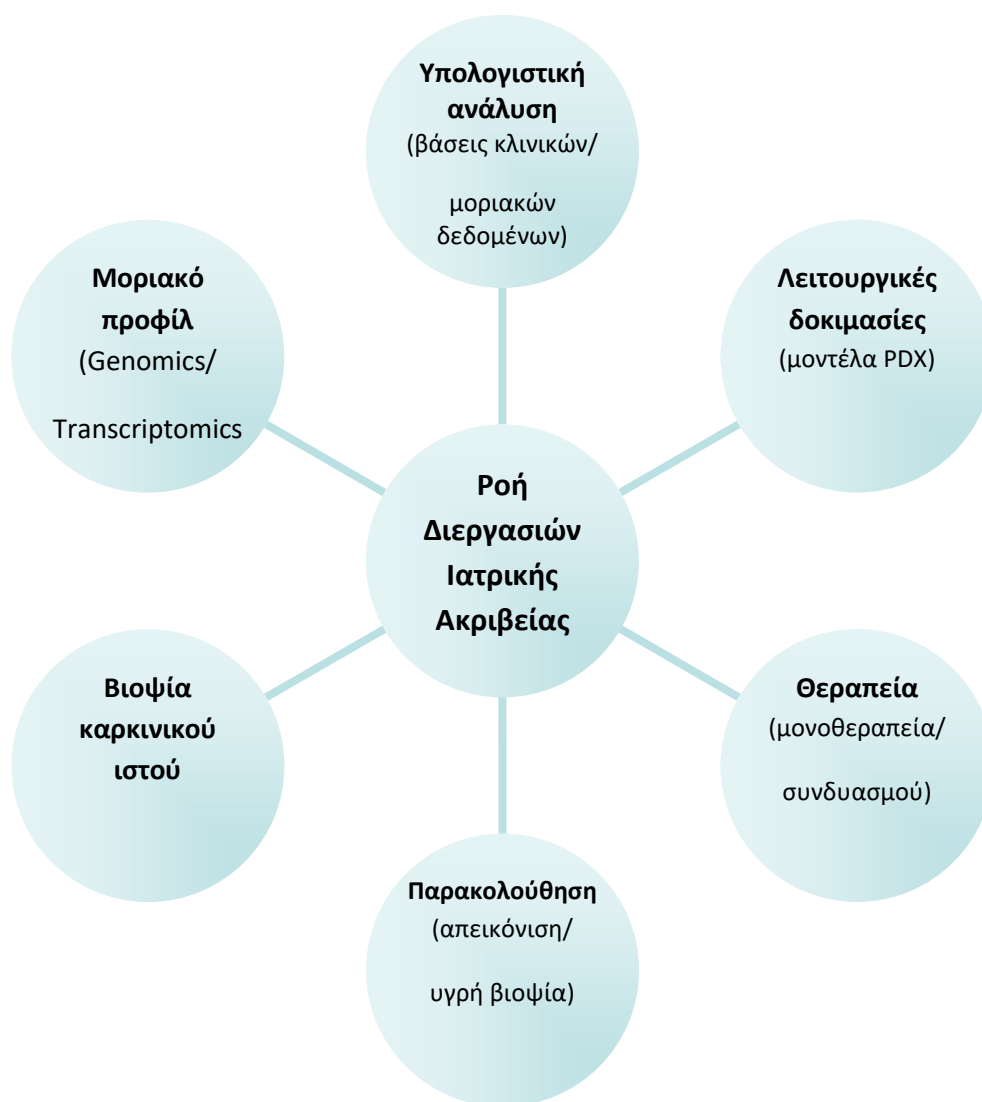 Υπολογιστική
ανάλυση
(βάσεις κλινικών/
μοριακών
δεδομένων)
Μοριακό
προφίλ
(Genomics/
Transcriptomics
Λειτουργικές
δοκιμασίες
(μοντέλα PDX)
Ροή
Διεργασιών
Ιατρικής
Ακριβείας
Βιοψία
καρκινικού
ιστού
Θεραπεία
(μονοθεραπεία/
συνδυασμού)
Παρακολούθηση
(απεικόνιση/
υγρή βιοψία)